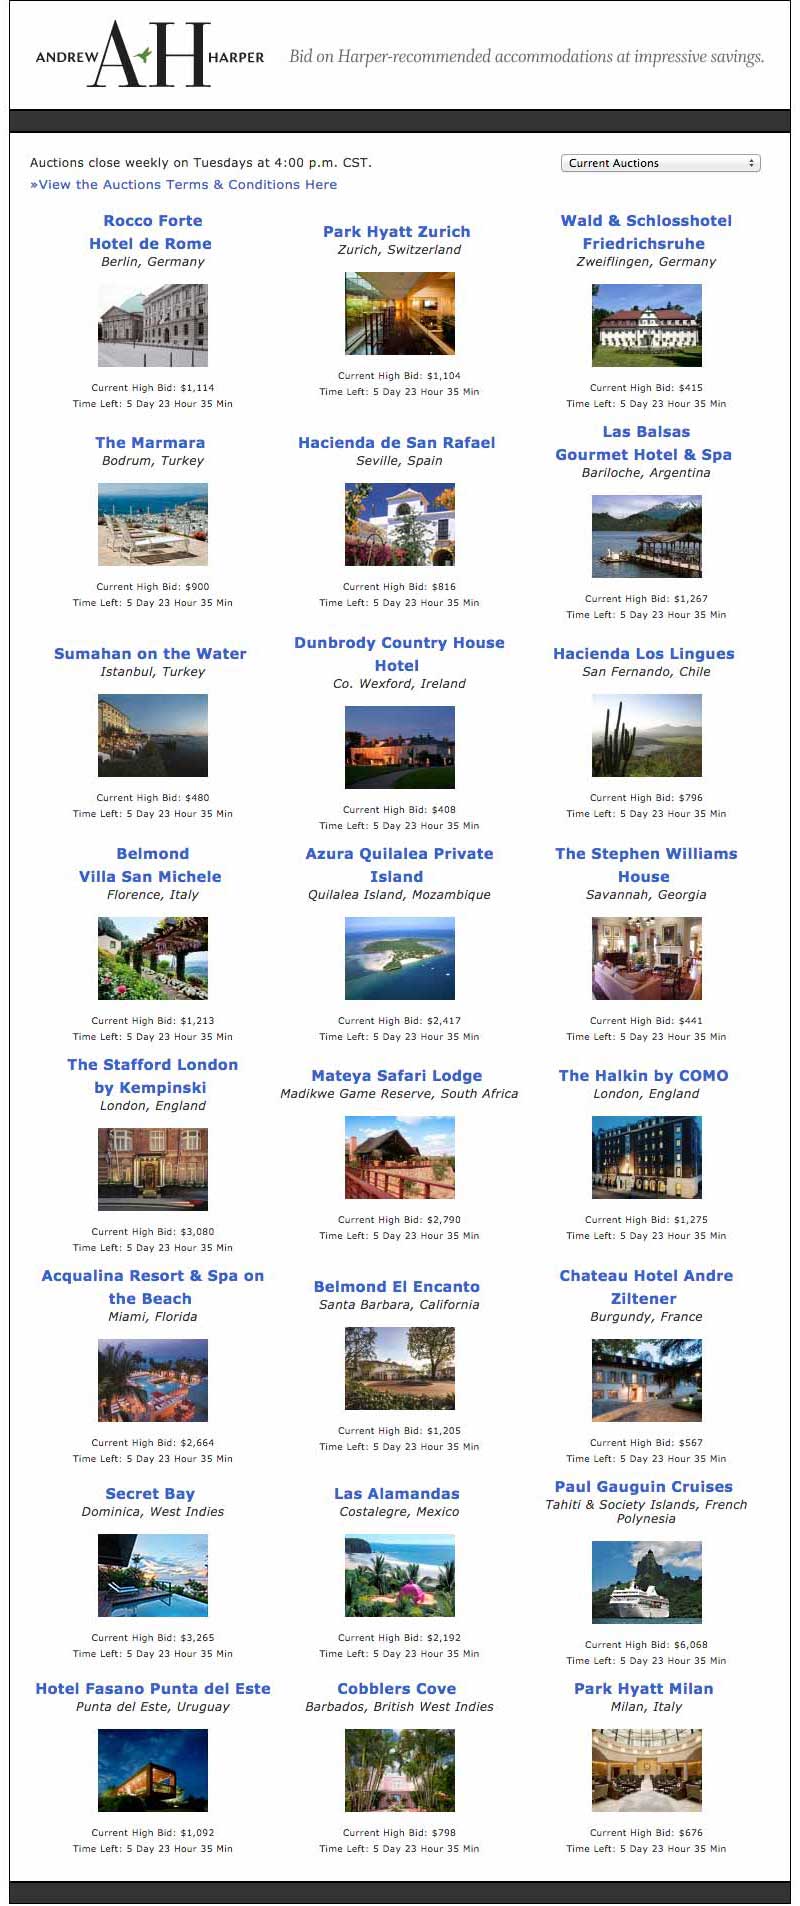 ANDREW AH HARPER
Bid on Harper-recommended accommodations at impressive savings.
Auctions close weekly on Tuesdays at 4:00 p.m. CST.
Current Auctions
»View the Auctions Terms & Conditions Here
Rocco Forte
Hotel de Rome
Berlin, Germany
Current High Bid: $1,114
Time Left: 5 Day 23 Hour 35 Min
Park Hyatt Zurich
Zurich, Switzerland
Current High Bid: $1,104
Time Left: 5 Day 23 Hour 35 Min
Wald & Schlosshotel
Friedrichsruhe
Zweiflingen, Germany
Current High Bid: $415
Time Left: 5 Day 23 Hour 35 Min
The Marmara
Bodrum, Turkey
Current High Bid: $900
Time Left: 5 Day 23 Hour 35 Min
Hacienda de San Rafael
Seville, Spain
Current High Bid: $816
Time Left: 5 Day 23 Hour 35 Min
Las Balsas
Gourmet Hotel & Spa
Bariloche, Argentina
Current High Bid: $1,267
Time Left: 5 Day 23 Hour 35 Min
Sumahan on the Water
Istanbul, Turkey
Current High Bid: $480
Time Left: 5 Day 23 Hour 35 Min
Dunbrody Country House
Hotel
Co. Wexford, Ireland
Current High Bid: $408
Time Left: 5 Day 23 Hour 35 Min
Hacienda Los Lingues
San Fernando, Chile
Current High Bid: $796
Time Left: 5 Day 23 Hour 35 Min
Belmond
Villa San Michele
Florence, Italy
Current High Bid: $1,213
Time Left: 5 Day 23 Hour 35 Min
Azura Quilalea Private
Island
Quilalea Island, Mozambique
Current High Bid: $2,417
Time Left: 5 Day 23 Hour 35 Min
The Stephen Williams
House
Savannah, Georgia
Current High Bid: $441
Time Left: 5 Day 23 Hour 35 Min
The Stafford London
by Kempinski
London, England
Current High Bid: $3,080
Time Left: 5 Day 23 Hour 35 Min
Mateya Safari Lodge
Madikwe Game Reserve, South Africa
Current High Bid: $2,790
Time Left: 5 Day 23 Hour 35 Min
The Halkin by COMO
London, England
Current High Bid: $1,275
Time Left: 5 Day 23 Hour 35 Min
Acqualina Resort & Spa on
the Beach
Miami, Florida
Current High Bid: $2,664
Time Left: 5 Day 23 Hour 35 Min
Belmond El Encanto
Santa Barbara, California
Current High Bid: $1,205
Time Left: 5 Day 23 Hour 35 Min
Chateau Hotel Andre
Ziltener
Burgundy, France
Current High Bid: $567
Time Left: 5 Day 23 Hour 35 Min
Secret Bay
Dominica, West Indies
Current High Bid: $3,265
Time Left: 5 Day 23 Hour 35 Min
Las Alamandas
Costalegre, Mexico
Current High Bid: $2,192
Time Left: 5 Day 23 Hour 35 Min
Paul Gauguin Cruises
Tahiti & Society Islands, French
Polynesia
Current High Bid: $6,068
Time Left: 5 Day 23 Hour 35 Min
Hotel Fasano Punta del Este
Punta del Este, Uruguay
Current High Bid: $1,092
Time Left: 5 Day 23 Hour 35 Min
Cobblers Cove
Barbados, British West Indies
Current High Bid: $798
Time Left: 5 Day 23 Hour 35 Min
Park Hyatt Milan
Milan, Italy
Current High Bid: $676
Time Left: 5 Day 23 Hour 35 Min